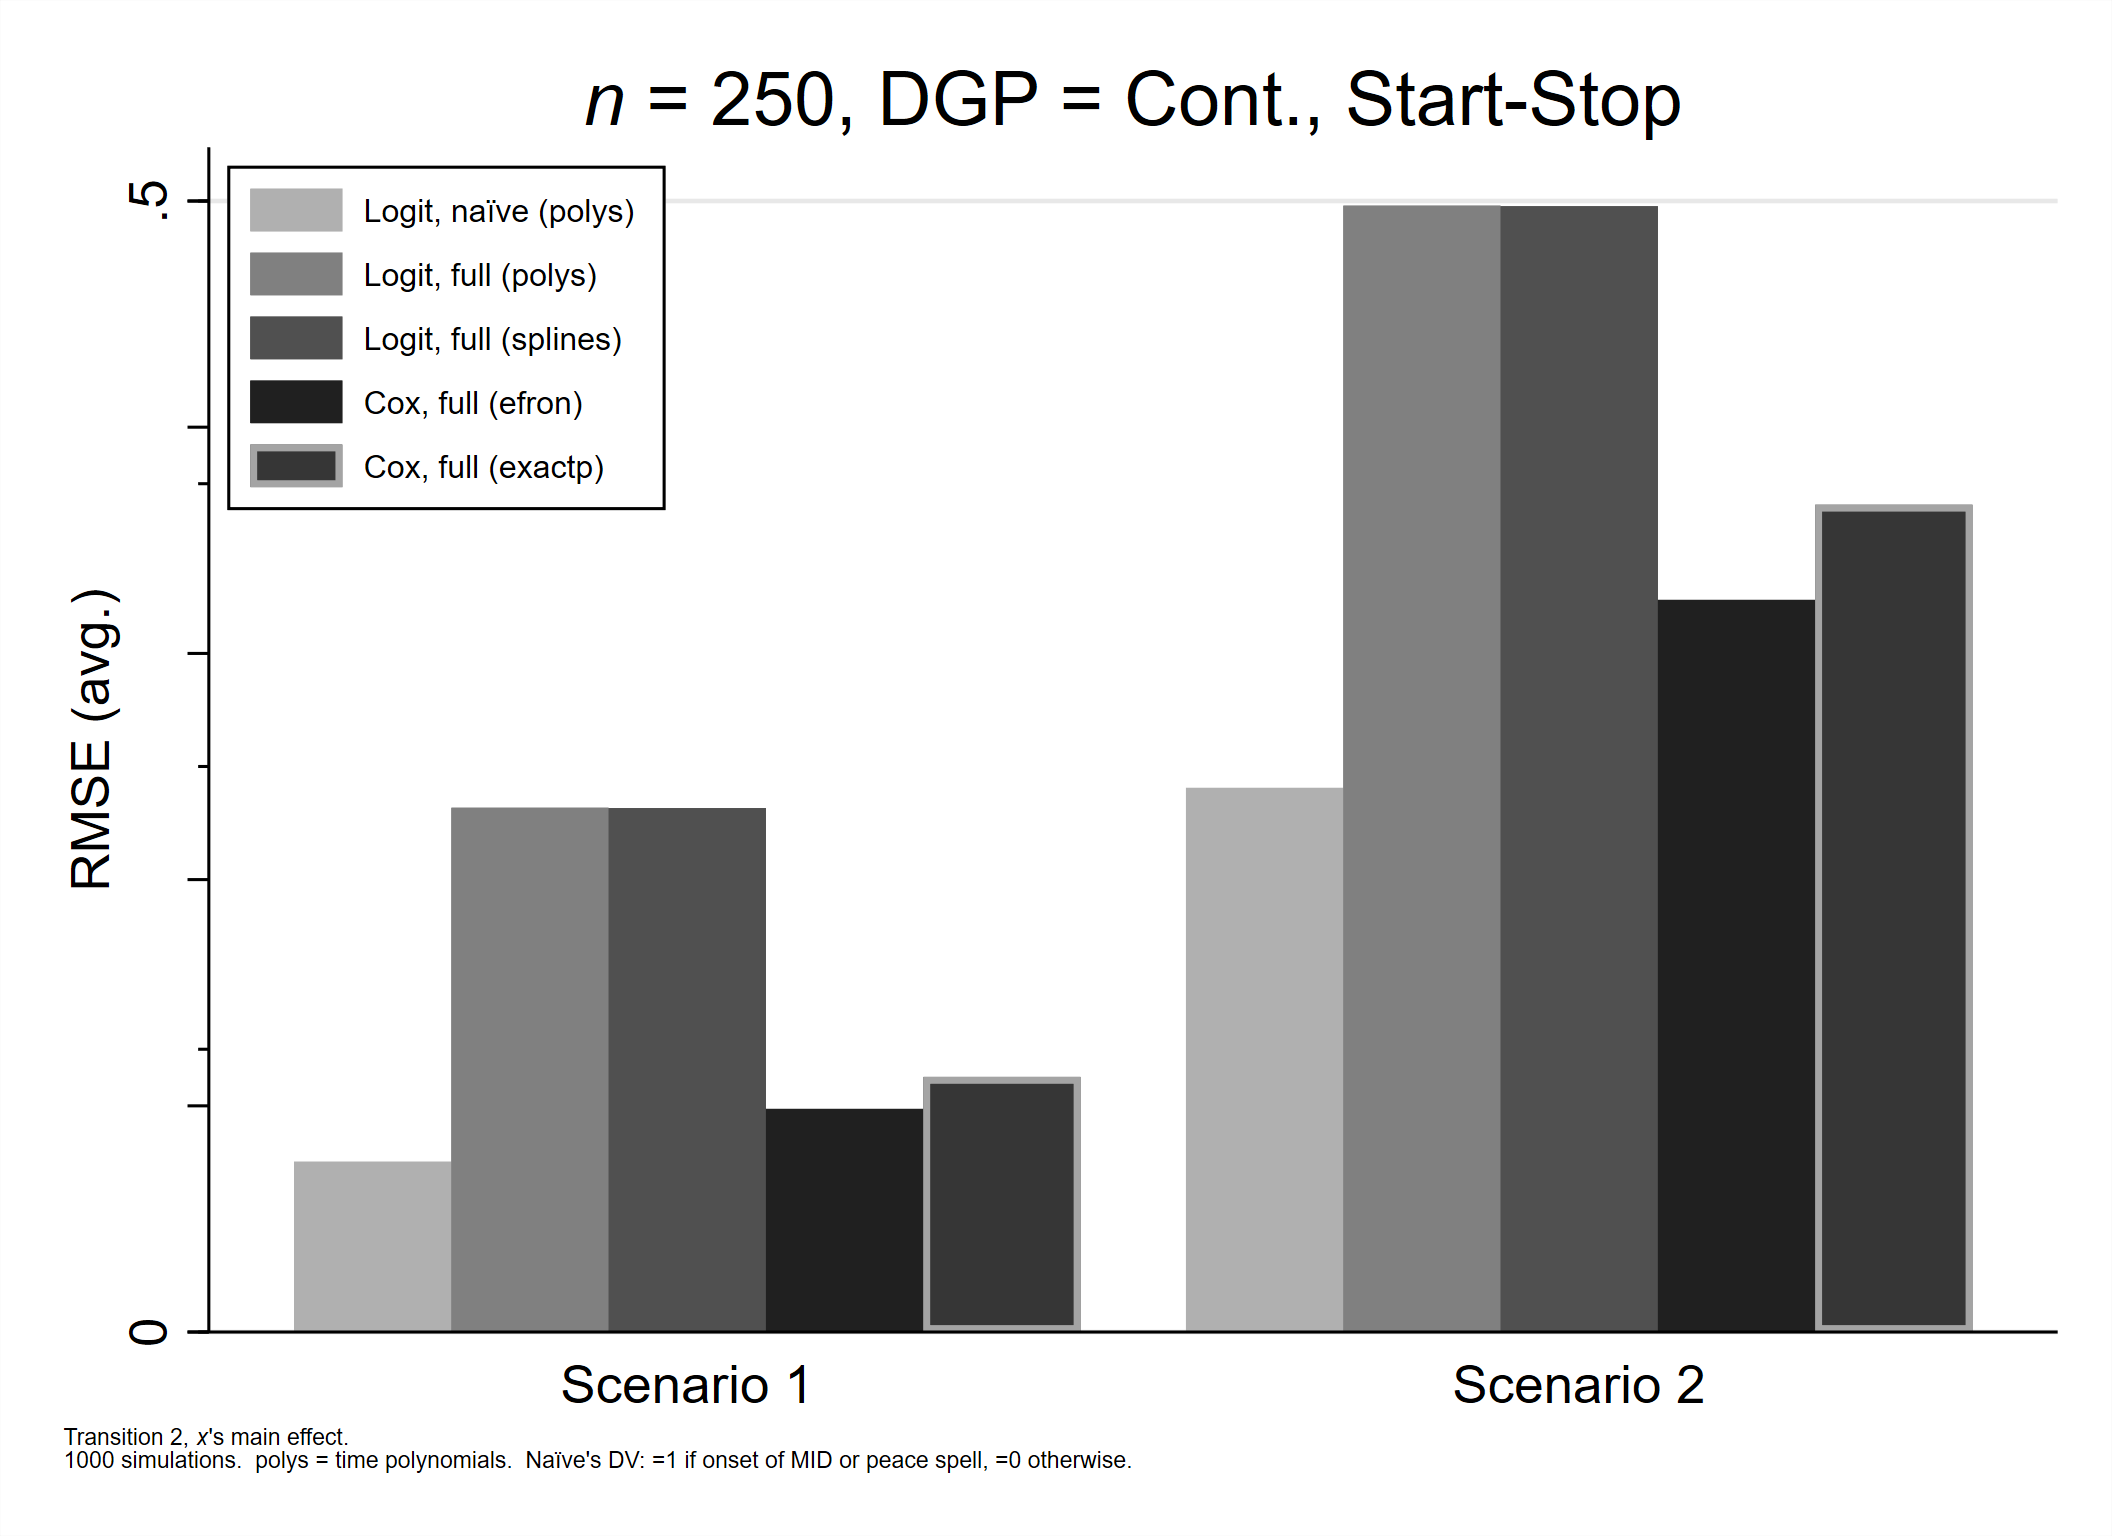 n = 250, DGP = Cont., Start-Stop
.5
Logit, naïve (polys)
Logit, full (polys)
Logit, full (splines)
Cox, full (efron)
Cox, full (exactp)
RMSE (avg.)
0
Scenario 1
Scenario 2
Transition 2, x's main effect.
1000 simulations.  polys = time polynomials.  Naïve's DV: =1 if onset of MID or peace spell, =0 otherwise.